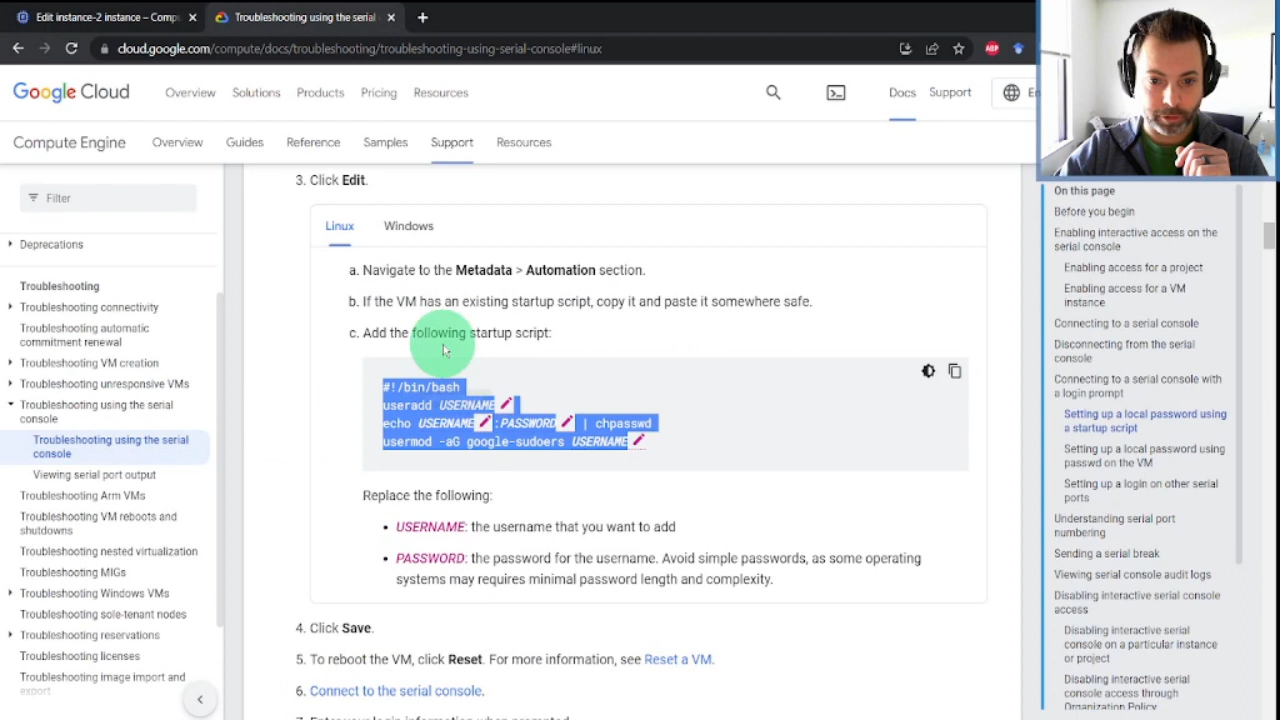 Edit instance-2 instance – Compu
Troubleshooting using the serial
cloud.google.com/compute/docs/troubleshooting/troubleshooting-using-serial-console#linux
ABP
Google Cloud
Overview
Solutions
Products
Pricing
Resources
Docs
Support
Compute Engine
Overview
Guides
Reference
Samples
Support
Resources
Filter
Deprecations
Troubleshooting
Troubleshooting connectivity
Troubleshooting automatic
commitment renewal
Troubleshooting VM creation
Troubleshooting unresponsive VMs
Troubleshooting using the serial
console
Troubleshooting using the serial
console
Viewing serial port output
Troubleshooting Arm VMs
Troubleshooting VM reboots and
shutdowns
Troubleshooting nested virtualization
Troubleshooting MIGs
Troubleshooting Windows VMs
Troubleshooting sole-tenant nodes
Troubleshooting reservations
Troubleshooting licenses
Troubleshooting image import and
export
3. Click Edit.
Linux
Windows
a. Navigate to the Metadata > Automation section.
b. If the VM has an existing startup script, copy it and paste it somewhere safe.
c. Add the following startup script:
#!/bin/bash
useradd USERNAME
echo USERNAME:PASSWORD | chpasswd
usermod -aG google-sudoers USERNAME
Replace the following:
• USERNAME: the username that you want to add
• PASSWORD: the password for the username. Avoid simple passwords, as some operating
systems may requires minimal password length and complexity.
4. Click Save.
5. To reboot the VM, click Reset. For more information, see Reset a VM.
6. Connect to the serial console.
7. Enter your login information when prompted.
On this page
Before you begin
Enabling interactive access on the
serial console
Enabling access for a project
Enabling access for a VM
instance
Connecting to a serial console
Disconnecting from the serial
console
Connecting to a serial console with
a login prompt
Setting up a local password using
a startup script
Setting up a local password using
passwd on the VM
Setting up a login on other serial
ports
Understanding serial port
numbering
Sending a serial break
Viewing serial console audit logs
Disabling interactive serial console
access
Disabling interactive serial
console access
on a particular instance
or project
Disabling interactive serial
console access through
Organization Policy